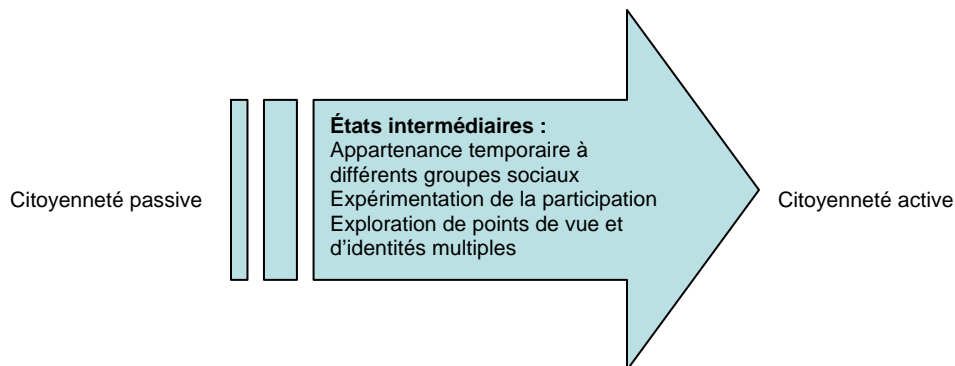 États intermédiaires :
Appartenance temporaire à
différents groupes sociaux
Expérimentation de la participation
Exploration de points de vue et
d'identités multiples
Citoyenneté passive
Citoyenneté active